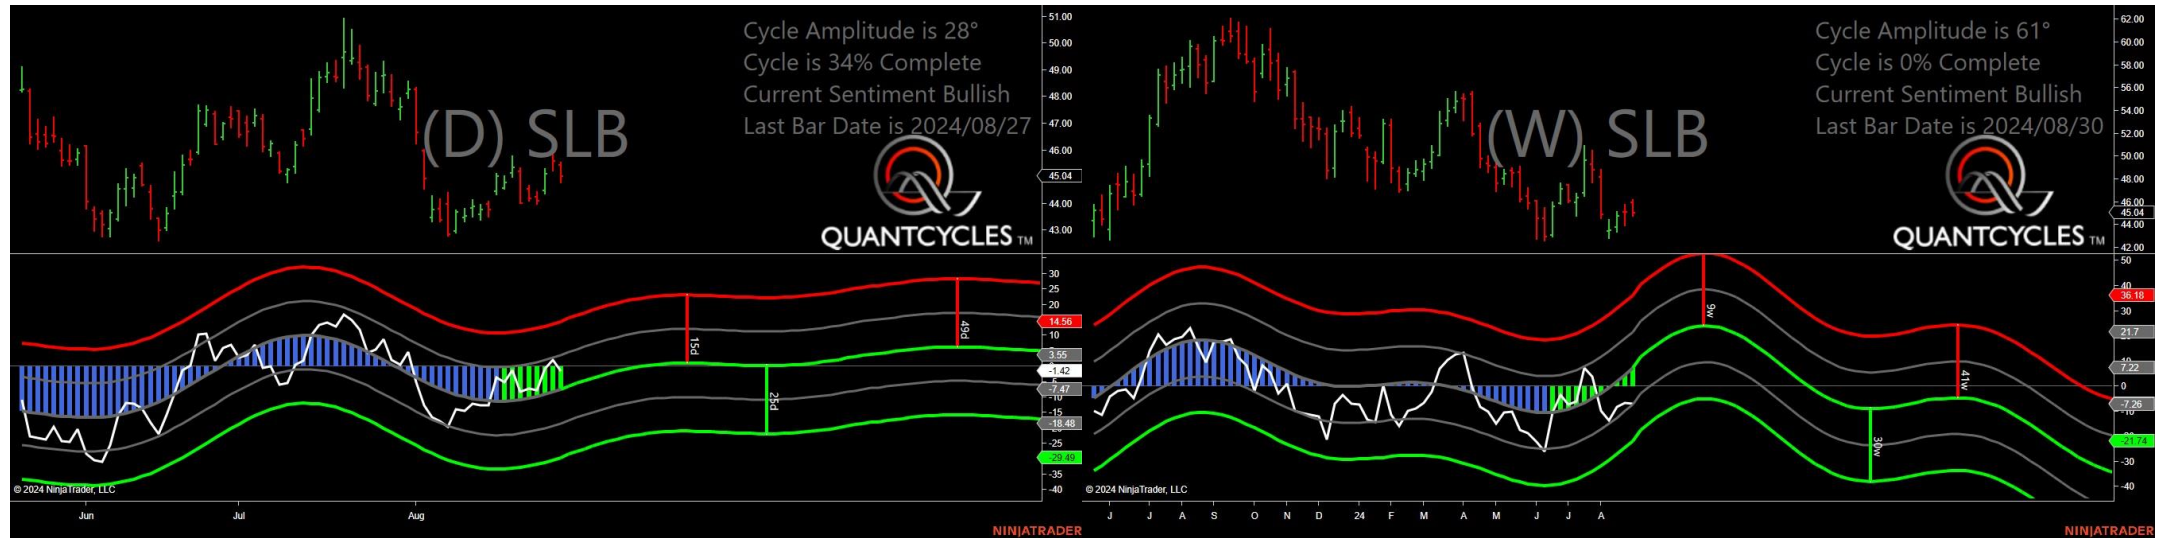 Cycle Amplitude is 28°
Cycle is 34% Complete
Current Sentiment Bullish
Last Bar Date is 2024/08/27
(D) SLB
QUANTCYCLES TM
51.00
50.00
49.00
48.00
47.00
46.00
45.04
44.00
43.00
30
25
20
14.56
10
3.55
-1.42
-7.47
-10
-15
-18.48
-25
-29.49
-35
-40
15d
25d
49d
© 2024 NinjaTrader, LLC
Jun Jul Aug
NINJATRADER
Cycle Amplitude is 61°
Cycle is 0% Complete
Current Sentiment Bullish
Last Bar Date is 2024/08/30
(W) SLB
QUANTCYCLES TM
62.00
60.00
58.00
56.00
54.00
52.00
50.00
48.00
46.00
45.04
44.00
42.00
50
40
36.18
30
21.7
10
7.22
0
-7.26
-10
-21.74
-30
-40
9w
30w
41w
© 2024 NinjaTrader, LLC
J J A S O N D 24 F M A M J J A
NINJATRADER